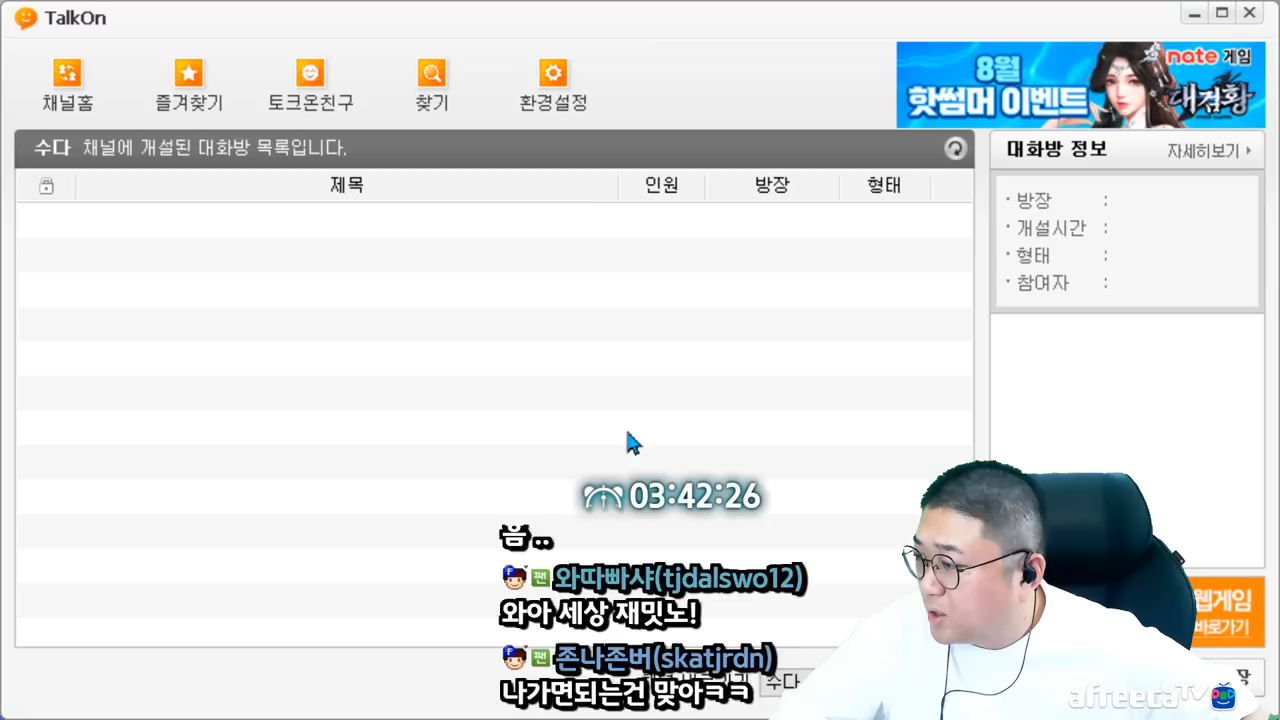 TalkOn
채널홈
즐겨찾기
토크온친구
찾기
환경설정
nate 게임
8월
핫썸머 이벤트
대검황
수다 채널에 개설된 대화방 목록입니다.
대화방 정보
자세히보기
제목
인원
방장
형태
· 방장 :
· 개설시간 :
· 형태 :
· 참여자 :
03:42:26
음..
와따빠샤(tjdalswo12)
와아 세상 재밋노!
존나존버(skatjrdn)
나가면되는건 맞아ㅋㅋ
수다
웹게임
바로가기
afreecaTV